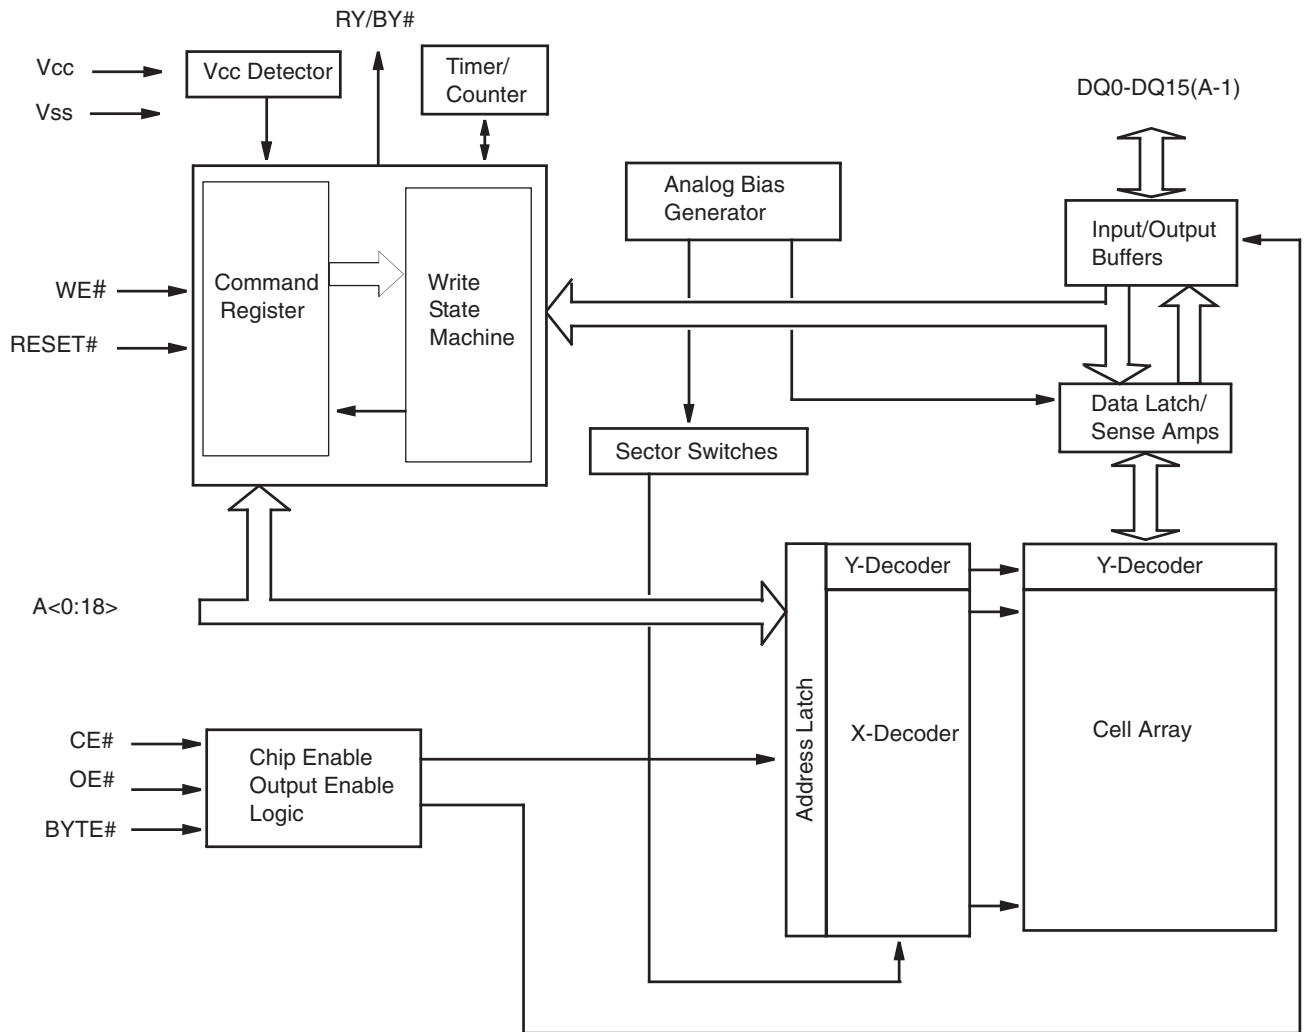 RY/BY#
Vcc
Vcc Detector
Timer/
Counter
Vss
DQ0-DQ15(A-1)
Analog Bias
Generator
Input/Output
Buffers
WE#
Command
Register
Write
State
Machine
RESET#
Data Latch/
Sense Amps
Sector Switches
Y-Decoder
Y-Decoder
A<0:18>
Address Latch
X-Decoder
Cell Array
CE#
OE#
BYTE#
Chip Enable
Output Enable
Logic